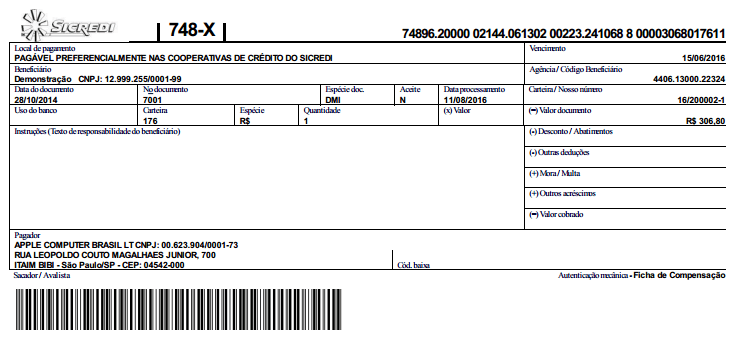 SICREDI 748-X 74896.20000 02144.061302 00223.241068 8 00003068017611
Local de pagamento Vencimento
PAGÁVEL PREFERENCIALMENTE NAS COOPERATIVAS DE CRÉDITO DO SICREDI 15/06/2016
Beneficiário Agência / Código Beneficiário
Demonstração CNPJ: 12.999.255/0001-99 4406.13000.22324
Data do documento No documento Espécie doc. Aceite Data processamento Carteira / Nosso número
28/10/2014 7001 DMI N 11/08/2016 16/200002-1
Uso do banco Carteira Espécie Quantidade (x) Valor (=) Valor documento
176 R$ 1 R$ 306,80
Instruções (Texto de responsabilidade do beneficiário) (-) Desconto / Abatimentos
(-) Outras deduções
(+) Mora / Multa
(+) Outros acréscimos
(=) Valor cobrado
Pagador
APPLE COMPUTER BRASIL LT CNPJ: 00.623.904/0001-73
RUA LEOPOLDO COUTO MAGALHAES JUNIOR, 700
ITAIM BIBI - São Paulo/SP - CEP: 04542-000 Cód. baixa
Sacador / Avalista Autenticação mecânica - Ficha de Compensação